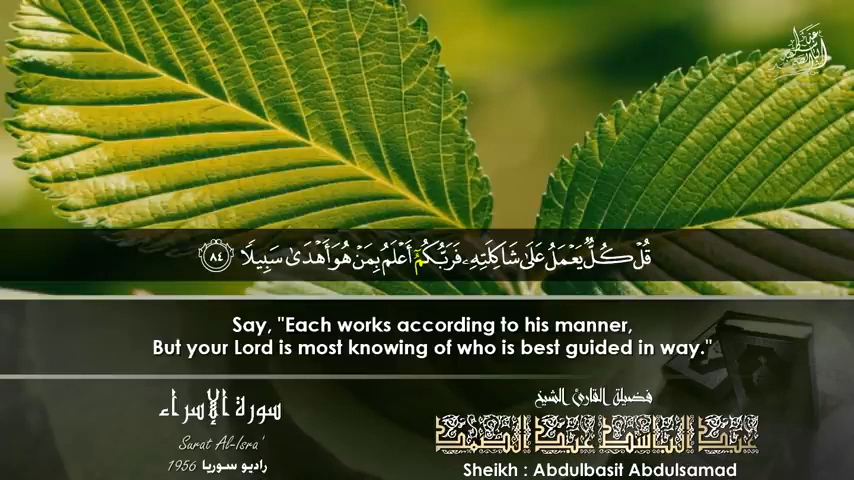 قُلْ كُلٌّ يَعْمَلُ عَلَىٰ شَاكِلَتِهِۦ فَرَبُّكُمْ أَعْلَمُ بِمَنْ هُوَ أَهْدَىٰ سَبِيلًا ٨٤
Say, "Each works according to his manner,
But your Lord is most knowing of who is best guided in way."
سورة الإسراء
Surat Al-Isra'
راديو سوريا 1956
فضيلة القارئ الشيخ
عبد الباسط عبد الصمد
Sheikh : Abdulbasit Abdulsamad